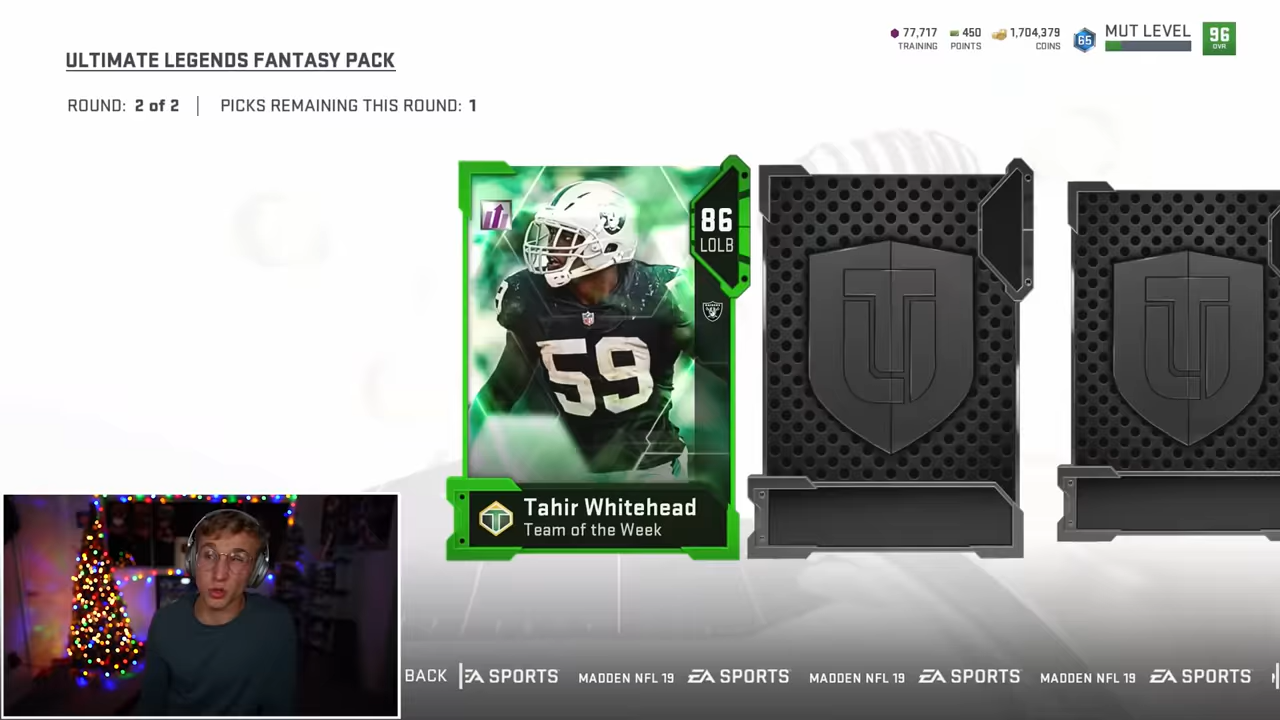 ULTIMATE LEGENDS FANTASY PACK
ROUND: 2 of 2 | PICKS REMAINING THIS ROUND: 1
77,717 TRAINING
450 POINTS
1,704,379 COINS
65
MUT LEVEL
96 OVR
86
LOLB
59
Tahir Whitehead
Team of the Week
BACK
EA SPORTS MADDEN NFL 19 EA SPORTS MADDEN NFL 19 EA SPORTS MADDEN NFL 19 EA SPORTS